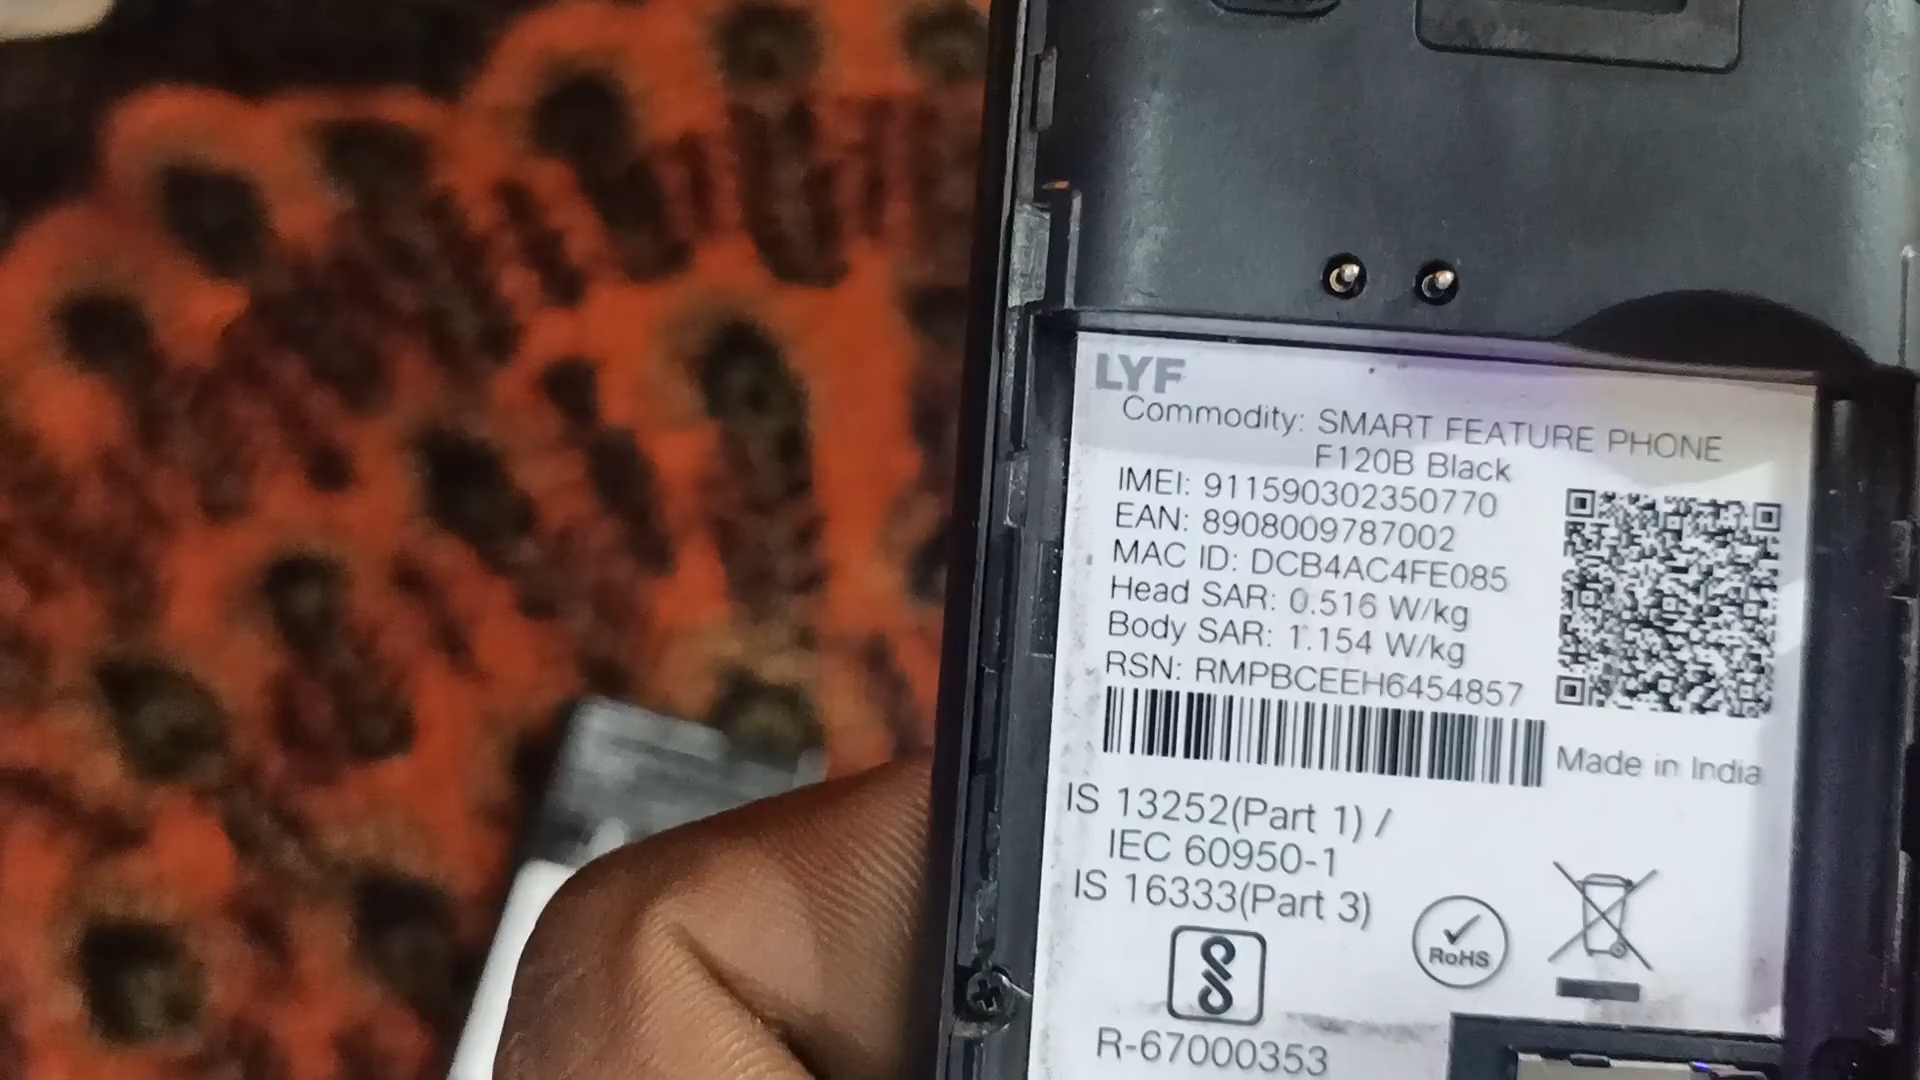 LYF
Commodity: SMART FEATURE PHONE
F120B Black
IMEI: 911590302350770
EAN: 8908009787002
MAC ID: DCB4AC4FE085
Head SAR: 0.516 W/kg
Body SAR: 1.154 W/kg
RSN: RMPBCEEH6454857
Made in India
IS 13252(Part 1) /
IEC 60950-1
IS 16333(Part 3)
RoHS
R-67000353